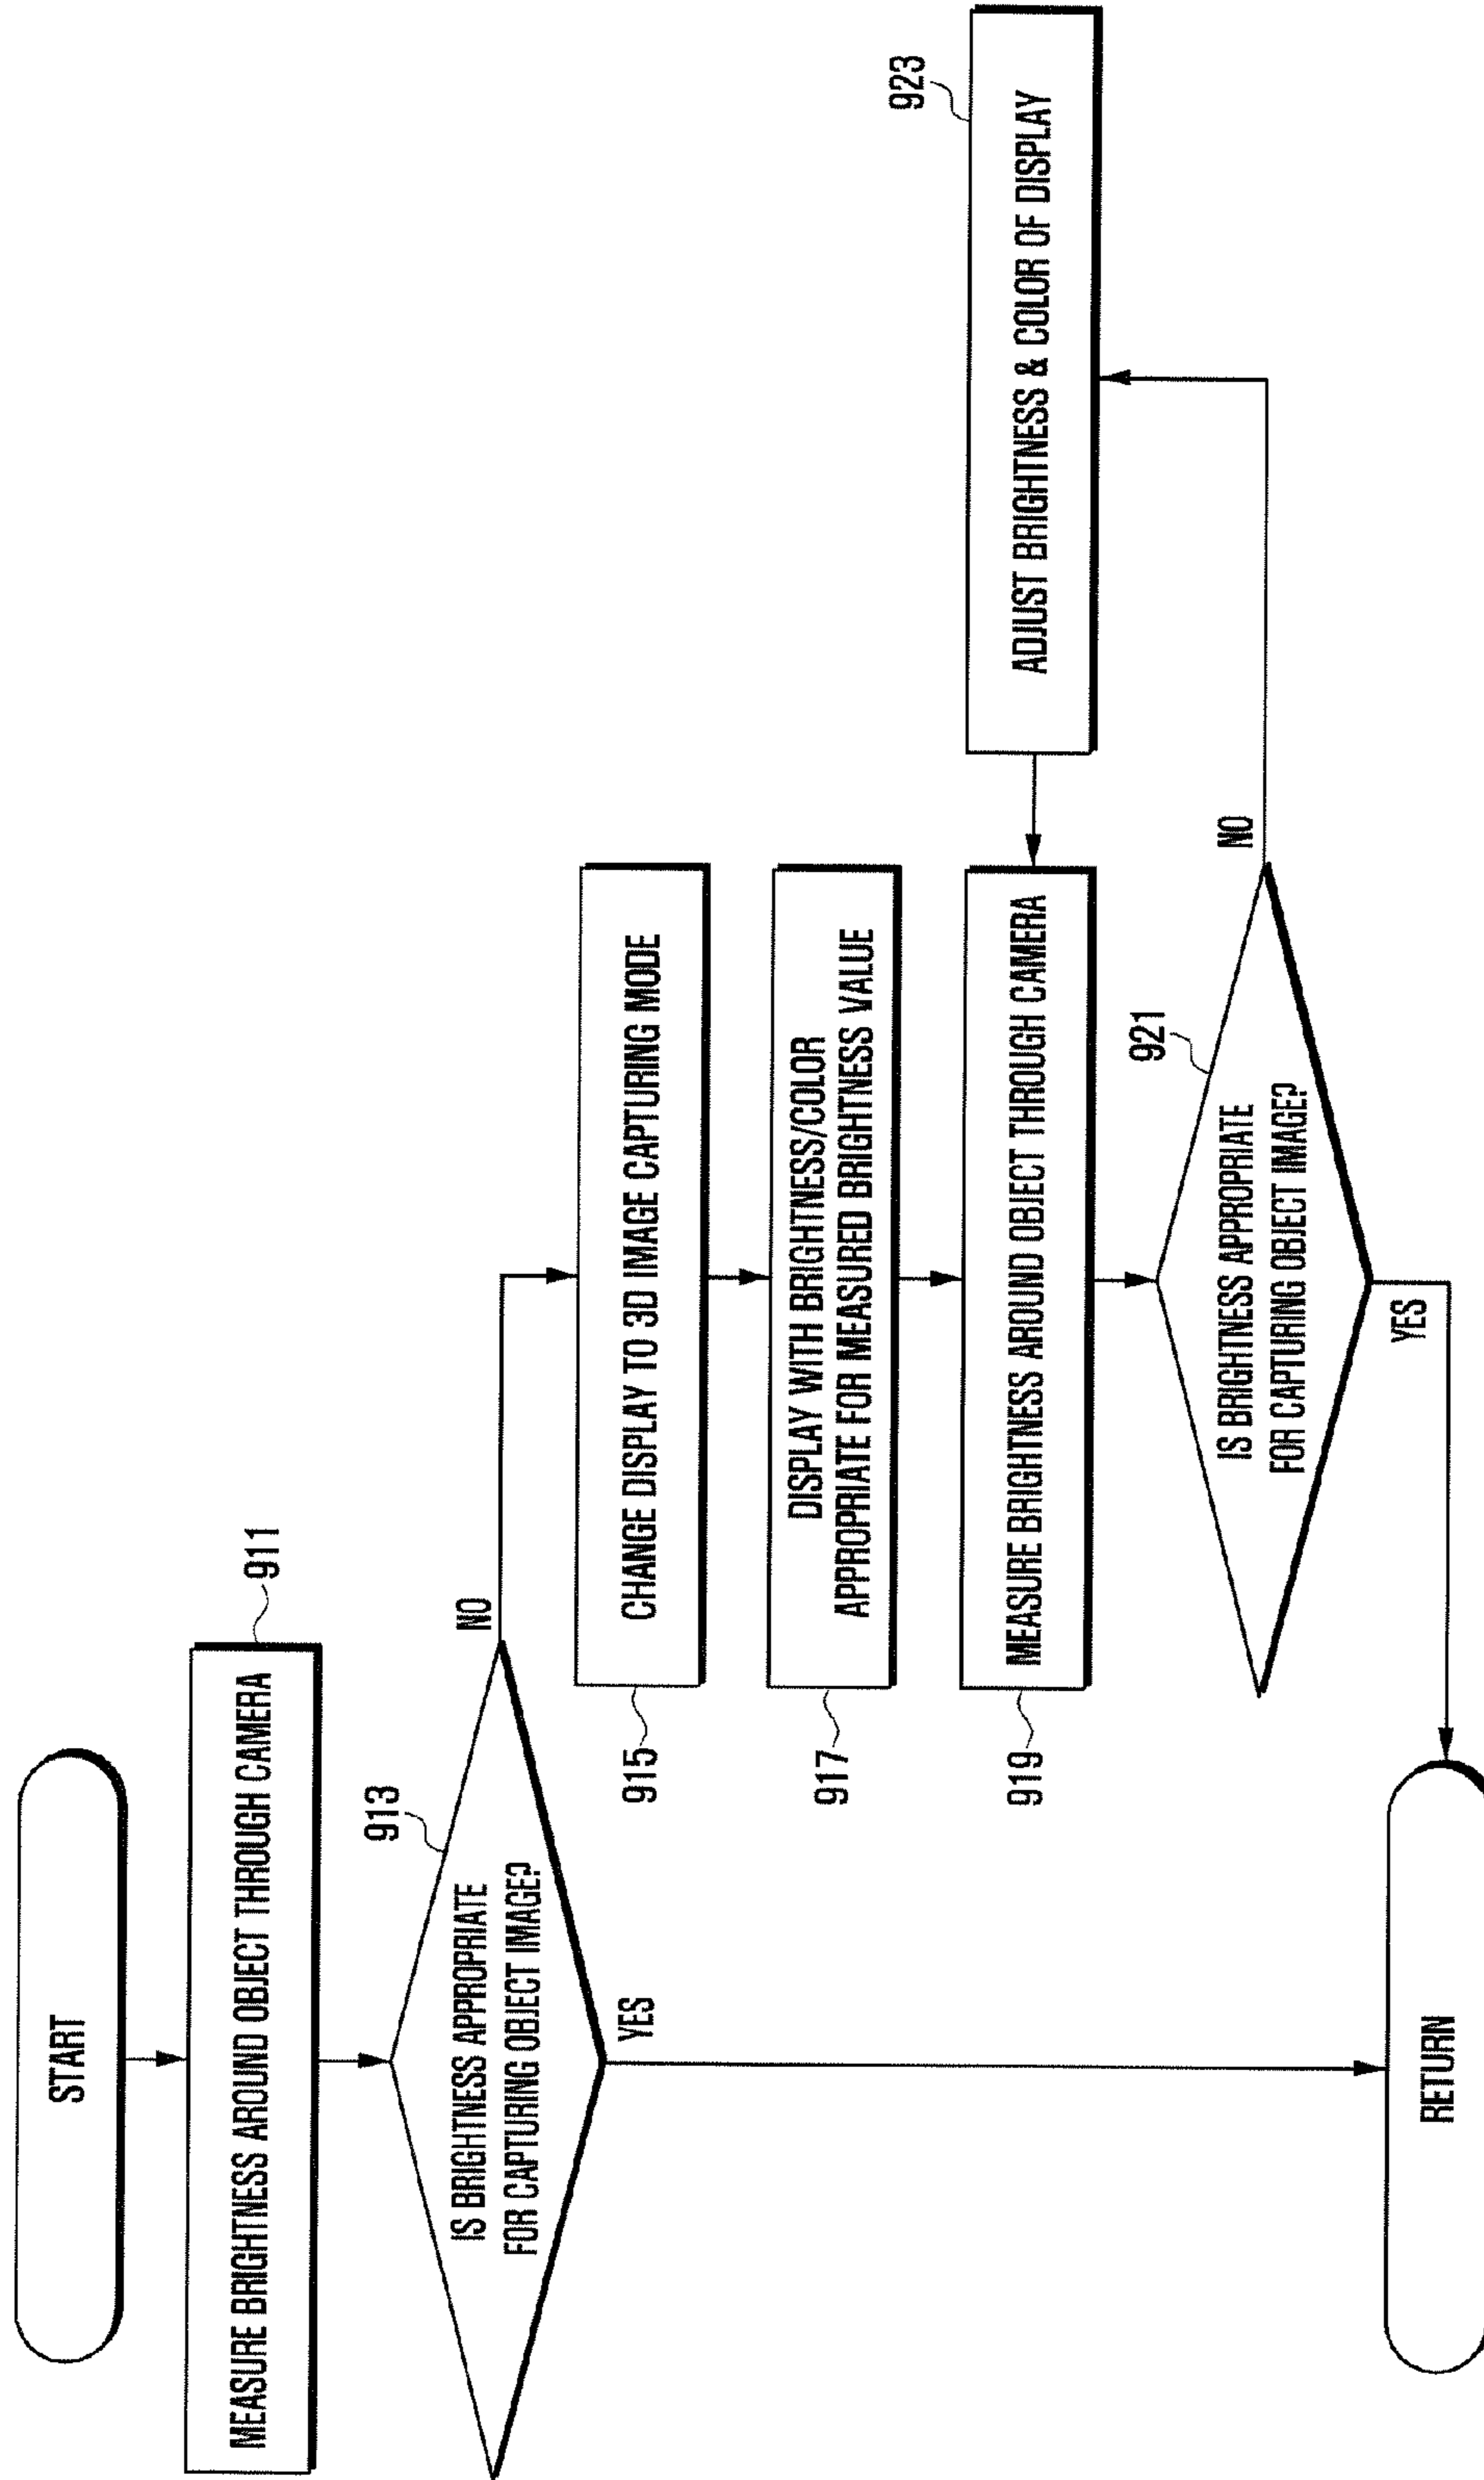 START
911
MEASURE BRIGHTNESS AROUND OBJECT THROUGH CAMERA
913
IS BRIGHTNESS APPROPRIATE
FOR CAPTURING OBJECT IMAGE?
NO
YES
915
CHANGE DISPLAY TO 3D IMAGE CAPTURING MODE
917
DISPLAY WITH BRIGHTNESS/COLOR
APPROPRIATE FOR MEASURED BRIGHTNESS VALUE
919
MEASURE BRIGHTNESS AROUND OBJECT THROUGH CAMERA
923
ADJUST BRIGHTNESS & COLOR OF DISPLAY
921
IS BRIGHTNESS APPROPRIATE
FOR CAPTURING OBJECT IMAGE?
NO
YES
RETURN